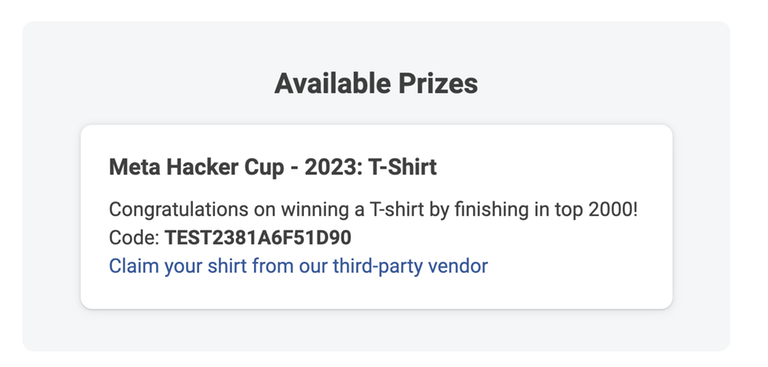 Available Prizes
Meta Hacker Cup - 2023: T-Shirt
Congratulations on winning a T-shirt by finishing in top 2000!
Code: TEST2381A6F51D90
Claim your shirt from our third-party vendor